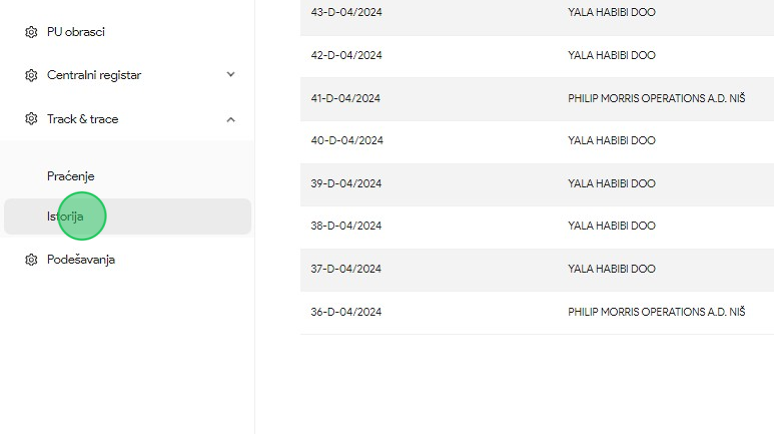 PU obrasci
Centralni registar
Track & trace
Praćenje
Istorija
Podešavanja
43-D-04/2024 YALA HABIBI DOO
42-D-04/2024 YALA HABIBI DOO
41-D-04/2024 PHILIP MORRIS OPERATIONS A.D. NIŠ
40-D-04/2024 YALA HABIBI DOO
39-D-04/2024 YALA HABIBI DOO
38-D-04/2024 YALA HABIBI DOO
37-D-04/2024 YALA HABIBI DOO
36-D-04/2024 PHILIP MORRIS OPERATIONS A.D. NIŠ